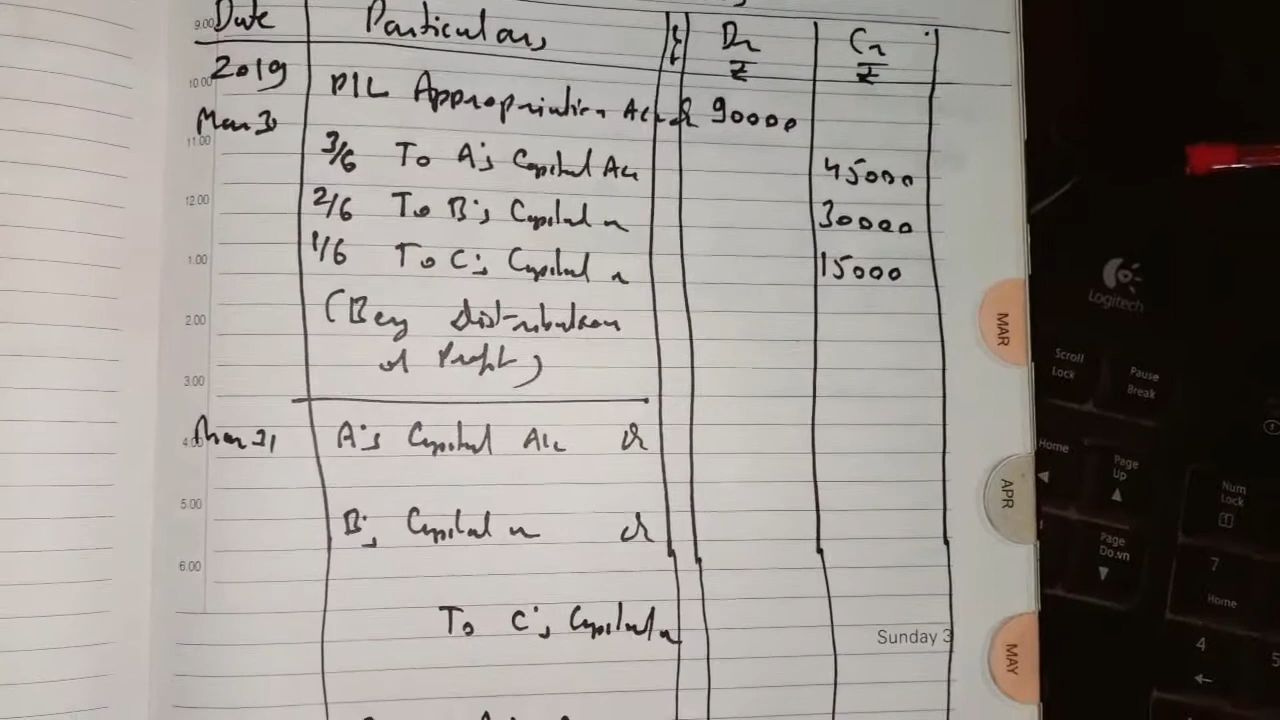 Date Particulars L.F. Dr ₹ Cr ₹
2019
P/L Appropriation A/c Dr 90000
Mar 31
3/6 To A's Capital A/c 45000
2/6 To B's Capital " 30000
1/6 To C's Capital " 15000
(Being distribution
of Profit)
Mar 31 A's Capital A/c Dr
B's Capital " Dr
To C's Capital "
9.00
10.00
11.00
12.00
1.00
2.00
3.00
4.00
5.00
6.00
Sunday 3
MAR
APR
MAY
Logitech
Scroll Lock
Pause Break
Home
Page Up
Num Lock
Page Down
7
Home
4
5